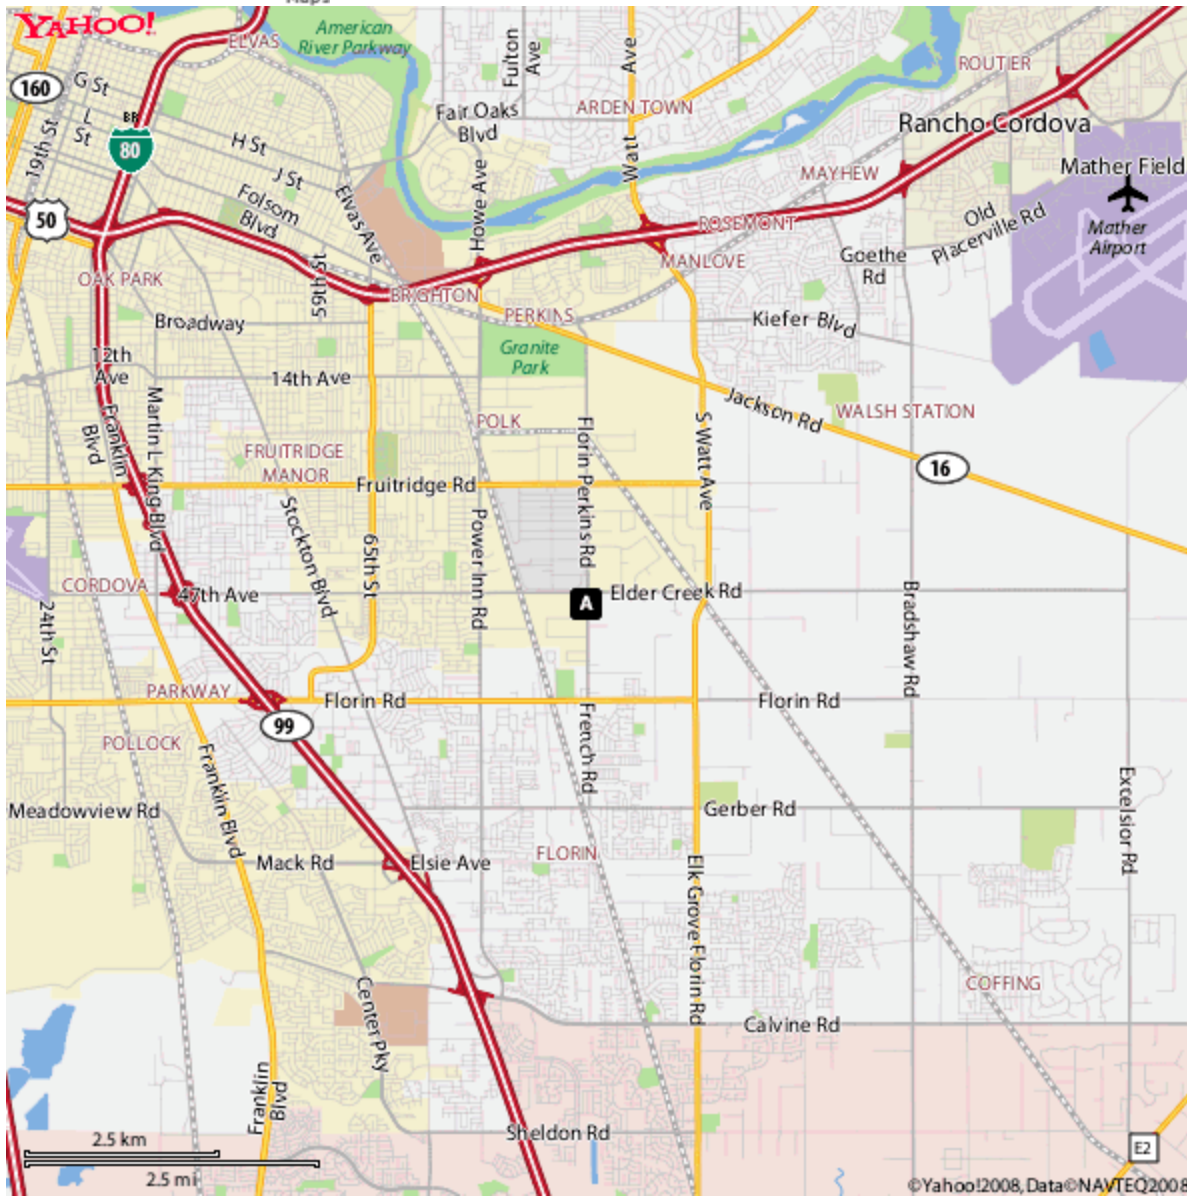 Maps
YAHOO!
American
River Parkway
ELVAS
Fulton
Ave
Watt Ave
ROUTIER
160
G St
L
St
BR
80
H St
J St
19th St
Fair Oaks
Blvd
ARDEN TOWN
Rancho Cordova
Mather Field
MAYHEW
Folsom
Blvd
Elvas Ave
Howe Ave
50
ROSEMONT
Old
Placerville Rd
Mather
Airport
OAK PARK
59th St
MANLOVE
Goethe
Rd
BRIGHTON
PERKINS
Broadway
Kiefer Blvd
Granite
Park
12th
Ave
14th Ave
Franklin
Blvd
Martin L King Blvd
Jackson Rd
WALSH STATION
POLK
Florin Perkins Rd
S Watt Ave
FRUITRIDGE
MANOR
16
Fruitridge Rd
Stockton Blvd
65th St
Power Inn Rd
CORDOVA
47th Ave
A
Elder Creek Rd
Bradshaw Rd
24th St
PARKWAY
Florin Rd
Florin Rd
99
French Rd
POLLOCK
Franklin Blvd
Meadowview Rd
Gerber Rd
Excelsior Rd
Mack Rd
Elsie Ave
FLORIN
Elk Grove Florin Rd
Center Pky
COFFING
Calvine Rd
Franklin
Blvd
Sheldon Rd
2.5 km
2.5 mi
E2
©Yahoo!2008, Data©NAVTEQ2008